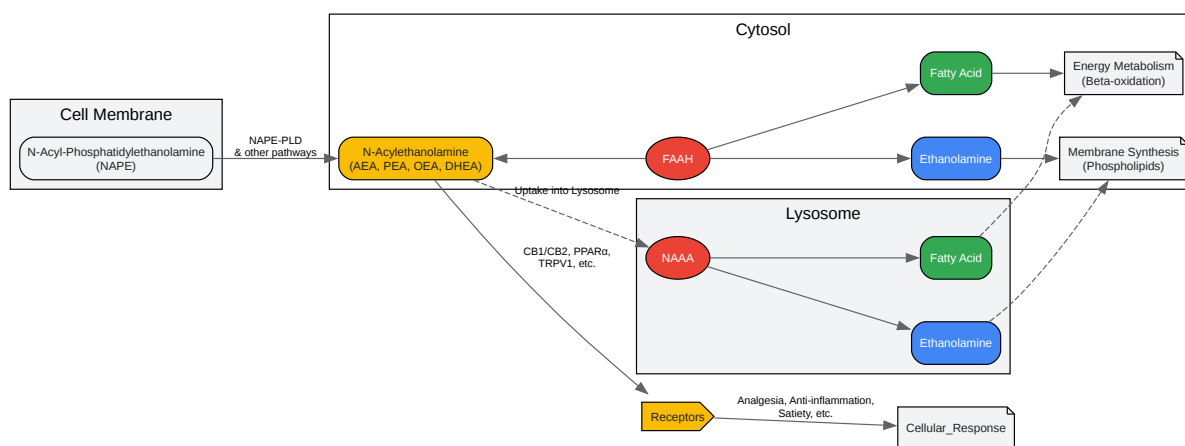 Cytosol
Fatty Acid
Energy Metabolism
(Beta-oxidation)
Cell Membrane
N-Acyl-Phosphatidylethanolamine
(NAPE)
NAPE-PLD
& other pathways
N-Acylethanolamine
(AEA, PEA, OEA, DHEA)
FAAH
Ethanolamine
Membrane Synthesis
(Phospholipids)
Uptake into Lysosome
Lysosome
CB1/CB2, PPARα,
TRPV1, etc.
NAAA
Fatty Acid
Ethanolamine
Receptors
Analgesia, Anti-inflammation,
Satiety, etc.
Cellular_Response